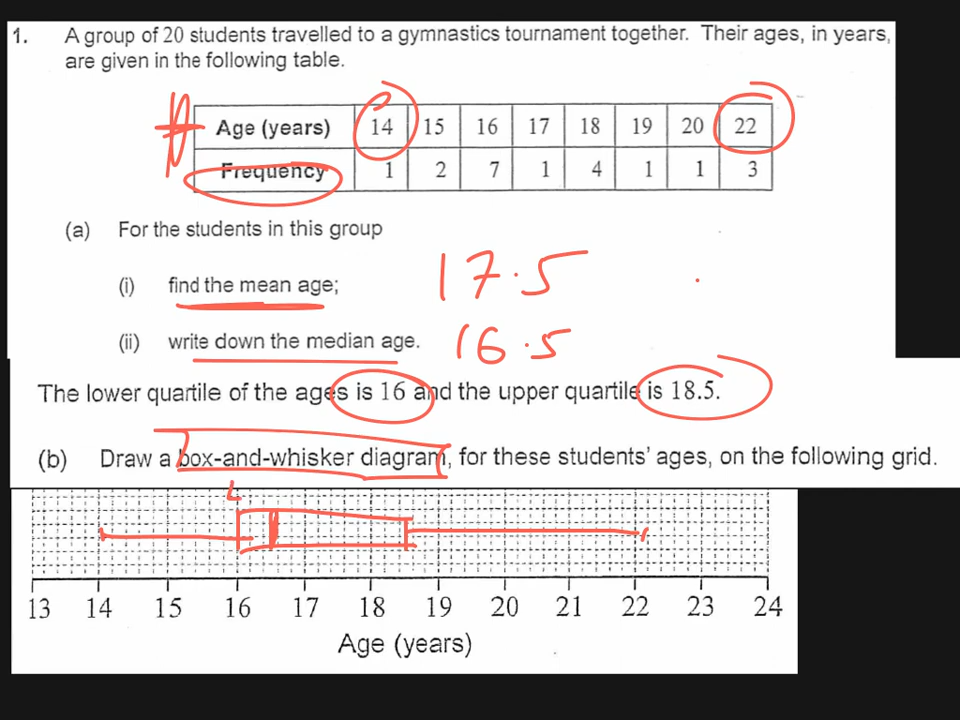 1. A group of 20 students travelled to a gymnastics tournament together. Their ages, in years,
are given in the following table.
Age (years) 14 15 16 17 18 19 20 22
Frequency 1 2 7 1 4 1 1 3
(a) For the students in this group
(i) find the mean age; 17.5
(ii) write down the median age. 16.5
The lower quartile of the ages is 16 and the upper quartile is 18.5.
(b) Draw a box-and-whisker diagram, for these students' ages, on the following grid.
L
13 14 15 16 17 18 19 20 21 22 23 24
Age (years)